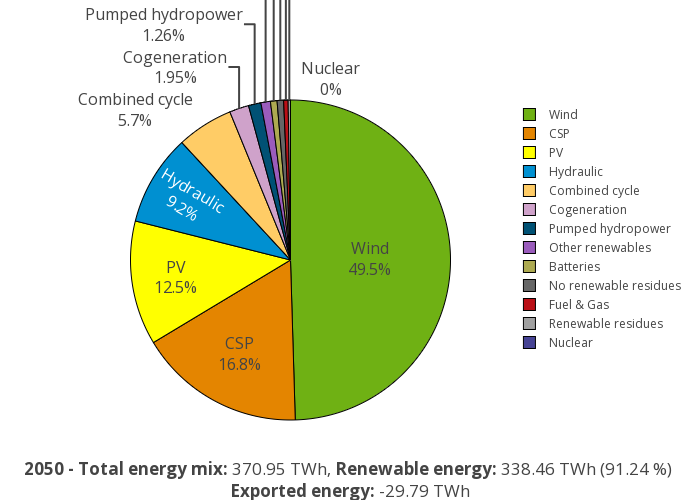 Pumped hydropower
1.26%
Cogeneration
1.95%
Combined cycle
5.7%
Nuclear
0%
Hydraulic
9.2%
PV
12.5%
CSP
16.8%
Wind
49.5%
Wind
CSP
PV
Hydraulic
Combined cycle
Cogeneration
Pumped hydropower
Other renewables
Batteries
No renewable residues
Fuel & Gas
Renewable residues
Nuclear
2050 - Total energy mix: 370.95 TWh, Renewable energy: 338.46 TWh (91.24 %)
Exported energy: -29.79 TWh